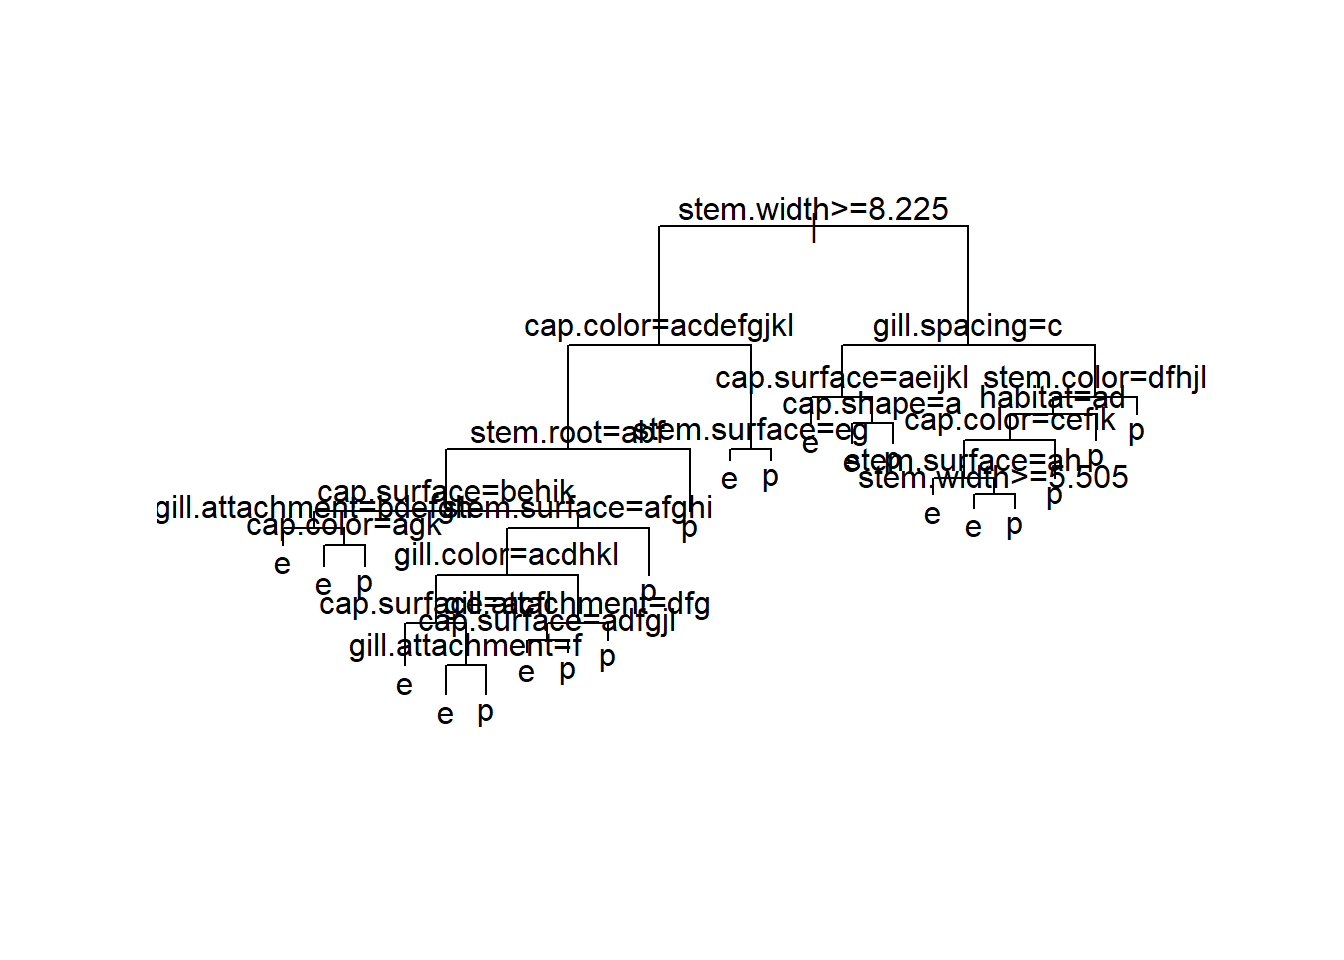 stem.width>=8.225
cap.color=acdefgjkl
gill.spacing=c
cap.surface=aeijkl
stem.color=dfhjl
habitat=ad
cap.shape=a
cap.color=cefjk
stem.root=abf
stem.surface=eg
e
p
e
e
p
p
p
stem.surface=ah
stem.width>=5.505
e
p
e
p
p
cap.surface=behik
gill.attachment=bdefgh
stem.surface=afghi
e
p
cap.color=agk
p
gill.color=acdhkl
e
e
p
p
cap.surface=acfl
gill.attachment=dfg
cap.surface=adfgjl
gill.attachment=f
p
e
p
e
e
p